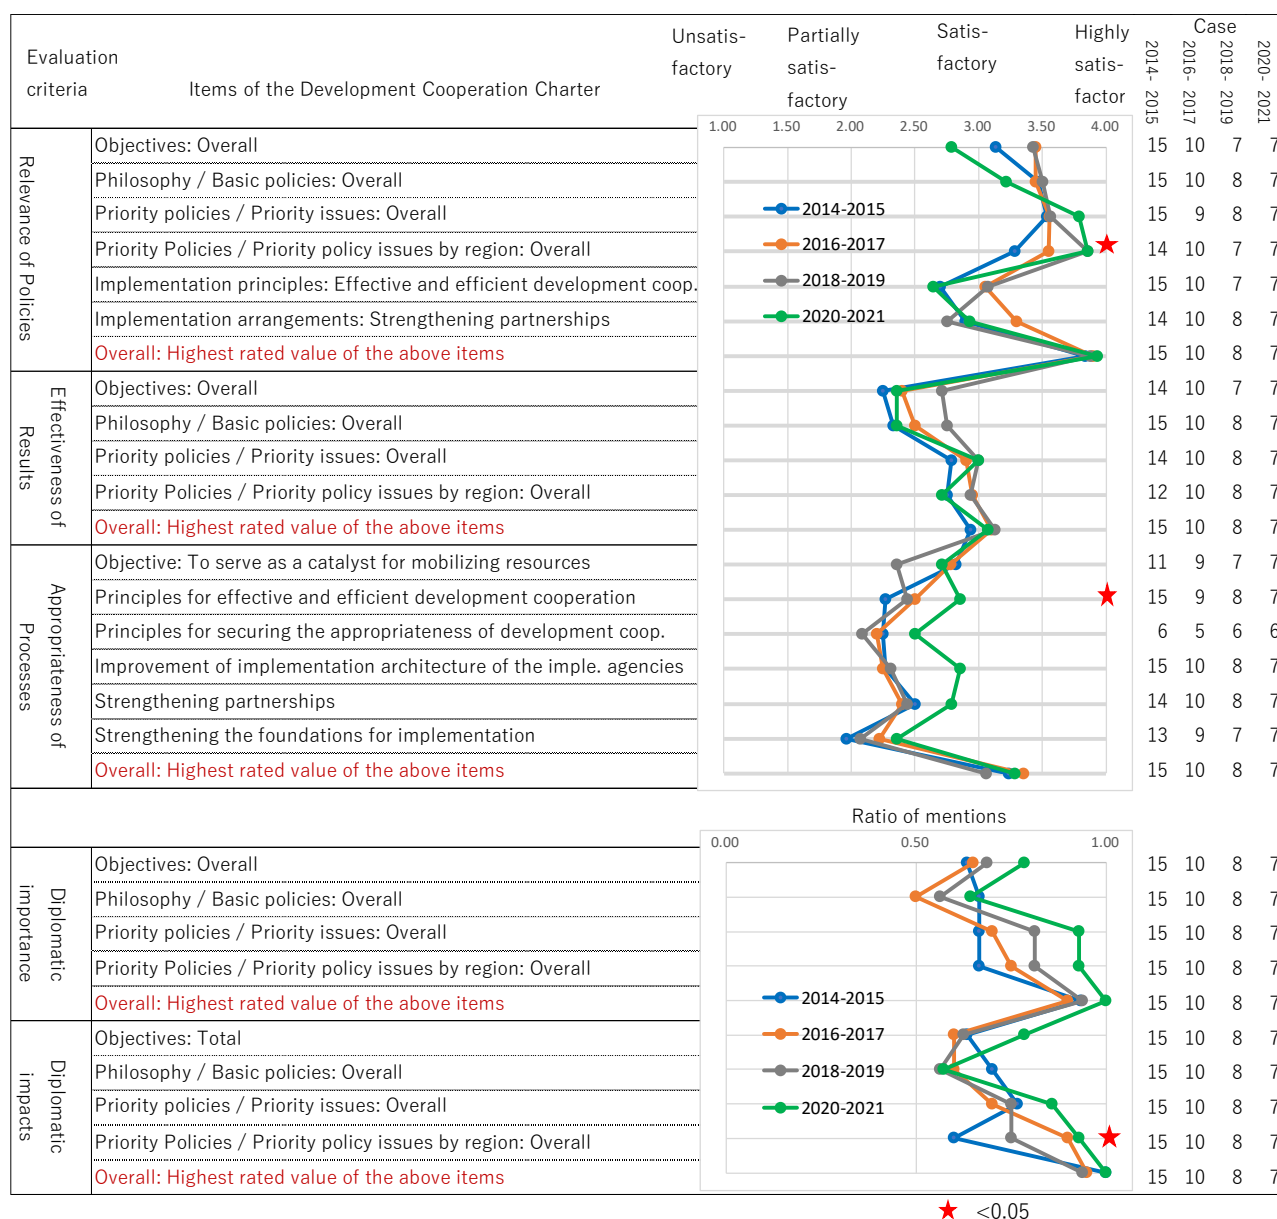 Evaluation criteria
Items of the Development Cooperation Charter
Unsatis-
factory
Partially
satis-
factory
Satis-
factory
Highly
satis-
factor
Case
2014-2015
2016-2017
2018-2019
2020-2021
1.00 1.50 2.00 2.50 3.00 3.50 4.00
Relevance of Policies
Objectives: Overall 15 10 7 7
Philosophy / Basic policies: Overall 15 10 8 7
Priority policies / Priority issues: Overall 15 9 8 7
Priority Policies / Priority policy issues by region: Overall 14 10 7 7
Implementation principles: Effective and efficient development coop. 15 10 7 7
Implementation arrangements: Strengthening partnerships 14 10 8 7
Overall: Highest rated value of the above items 15 10 8 7
2014-2015
2016-2017
2018-2019
2020-2021
Effectiveness of Results
Objectives: Overall 14 10 7 7
Philosophy / Basic policies: Overall 15 10 8 7
Priority policies / Priority issues: Overall 14 10 8 7
Priority Policies / Priority policy issues by region: Overall 12 10 8 7
Overall: Highest rated value of the above items 15 10 8 7
Appropriateness of Processes
Objective: To serve as a catalyst for mobilizing resources 11 9 7 7
Principles for effective and efficient development cooperation 15 9 8 7
Principles for securing the appropriateness of development coop. 6 5 6 6
Improvement of implementation architecture of the imple. agencies 15 10 8 7
Strengthening partnerships 14 10 8 7
Strengthening the foundations for implementation 13 9 7 7
Overall: Highest rated value of the above items 15 10 8 7
Ratio of mentions
0.00 0.50 1.00
Diplomatic importance
Objectives: Overall 15 10 8 7
Philosophy / Basic policies: Overall 15 10 8 7
Priority policies / Priority issues: Overall 15 10 8 7
Priority Policies / Priority policy issues by region: Overall 15 10 8 7
Overall: Highest rated value of the above items 15 10 8 7
2014-2015
2016-2017
2018-2019
2020-2021
Diplomatic impacts
Objectives: Total 15 10 8 7
Philosophy / Basic policies: Overall 15 10 8 7
Priority policies / Priority issues: Overall 15 10 8 7
Priority Policies / Priority policy issues by region: Overall 15 10 8 7
Overall: Highest rated value of the above items 15 10 8 7
★ <0.05